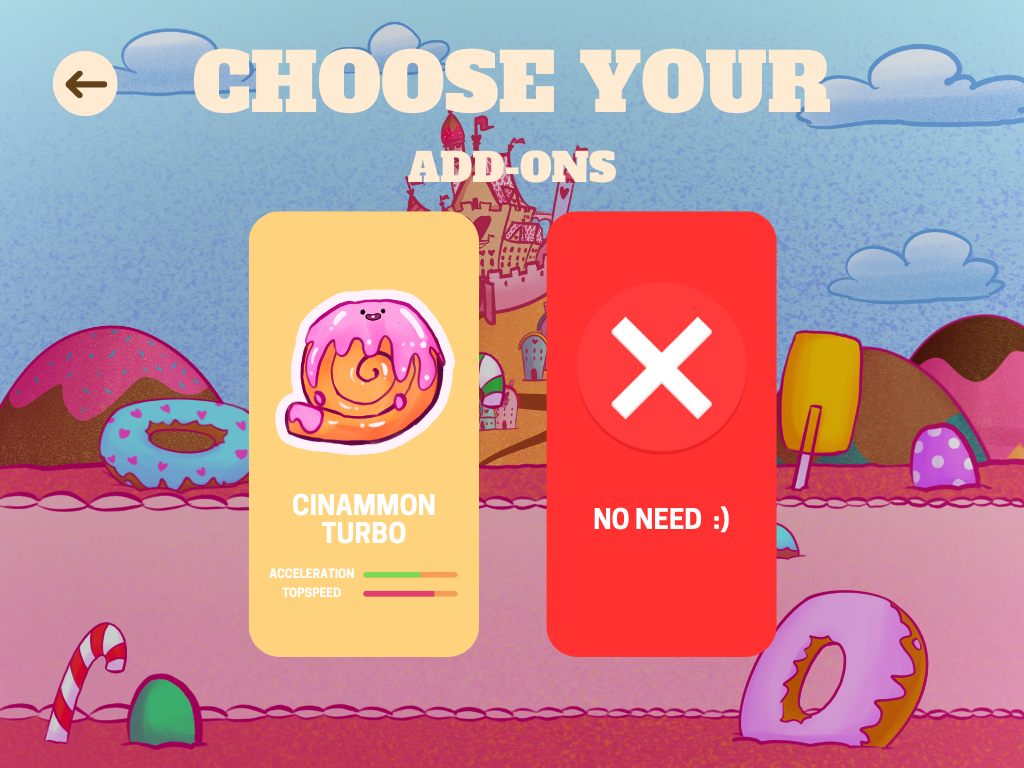 CHOOSE YOUR
ADD-ONS
CINAMMON
TURBO
ACCELERATION
TOPSPEED
NO NEED :)